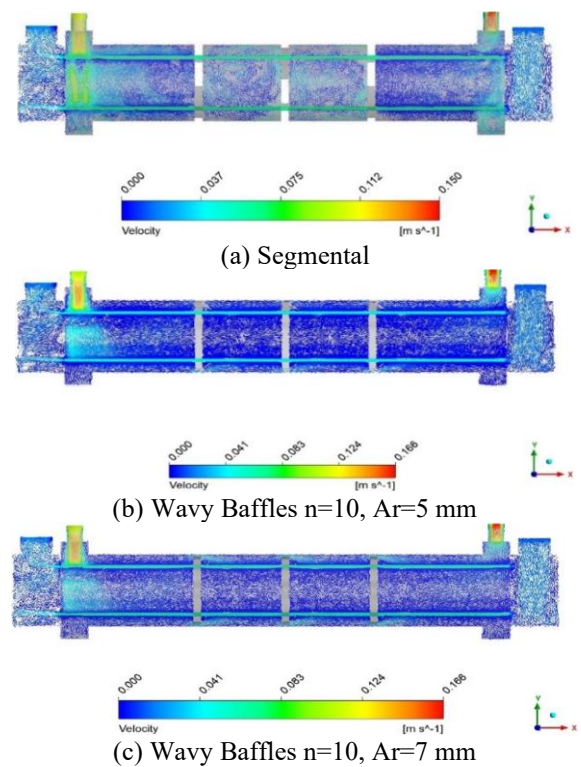 0.000 0.037 0.075 0.112 0.150
Velocity [m s^-1]
Y
X
(a) Segmental
0.000 0.041 0.083 0.124 0.166
Velocity [m s^-1]
Y
X
(b) Wavy Baffles n=10, Ar=5 mm
0.000 0.041 0.083 0.124 0.166
Velocity [m s^-1]
Y
X
(c) Wavy Baffles n=10, Ar=7 mm